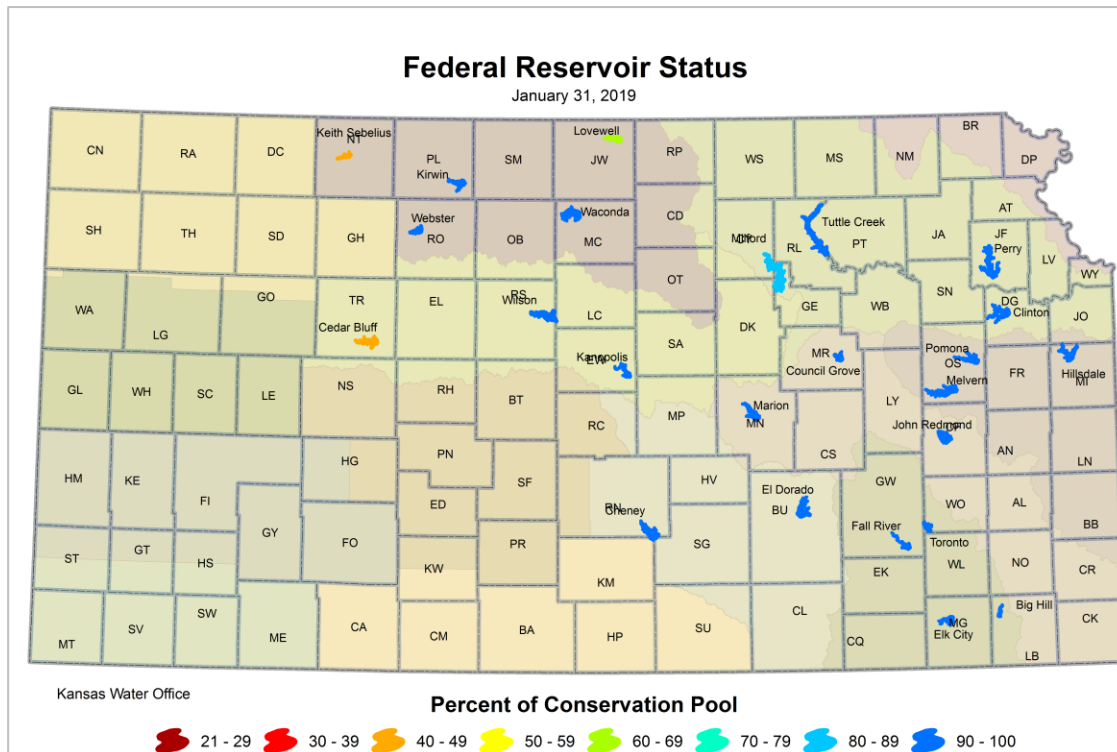 Federal Reservoir Status
January 31, 2019
CN
RA
DC
Keith Sebelius
NT
PL
Kirwin
SM
Lovewell
JW
RP
WS
MS
NM
BR
DP
SH
TH
SD
GH
Webster
RO
OB
Waconda
MC
CD
Milford
CY
RL
Tuttle Creek
PT
JA
AT
JF
Perry
LV
WY
WA
LG
GO
TR
Cedar Bluff
EL
RS
Wilson
LC
OT
SA
DK
GE
WB
SN
DG
Clinton
JO
EW
Kanopolis
MR
Council Grove
Pomona
OS
Melvern
FR
Hillsdale
MI
GL
WH
SC
LE
NS
RH
BT
RC
MP
Marion
MN
CS
LY
John Redmond
CF
AN
LN
HM
KE
FI
HG
PN
SF
ED
RN
Cheney
HV
El Dorado
BU
GW
Fall River
WO
Toronto
AL
BB
ST
GT
HS
GY
FO
KW
PR
KM
SG
EK
WL
NO
CR
MT
SV
SW
ME
CA
CM
BA
HP
SU
CL
CQ
MG
Elk City
Big Hill
LB
CK
Kansas Water Office
Percent of Conservation Pool
21 - 29
30 - 39
40 - 49
50 - 59
60 - 69
70 - 79
80 - 89
90 - 100